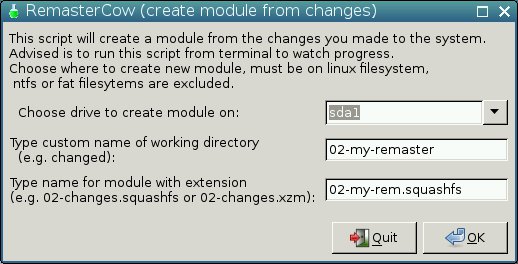 RemasterCow (create module from changes)
This script will create a module from the changes you made to the system.
Advised is to run this script from terminal to watch progress.
Choose where to create new module, must be on linux filesystem,
ntfs or fat filesytems are excluded.
Choose drive to create module on:
sda1
Type custom name of working directory
(e.g. changed):
02-my-remaster
Type name for module with extension
(e.g. 02-changes.squashfs or 02-changes.xzm):
02-my-rem.squashfs
Quit
OK